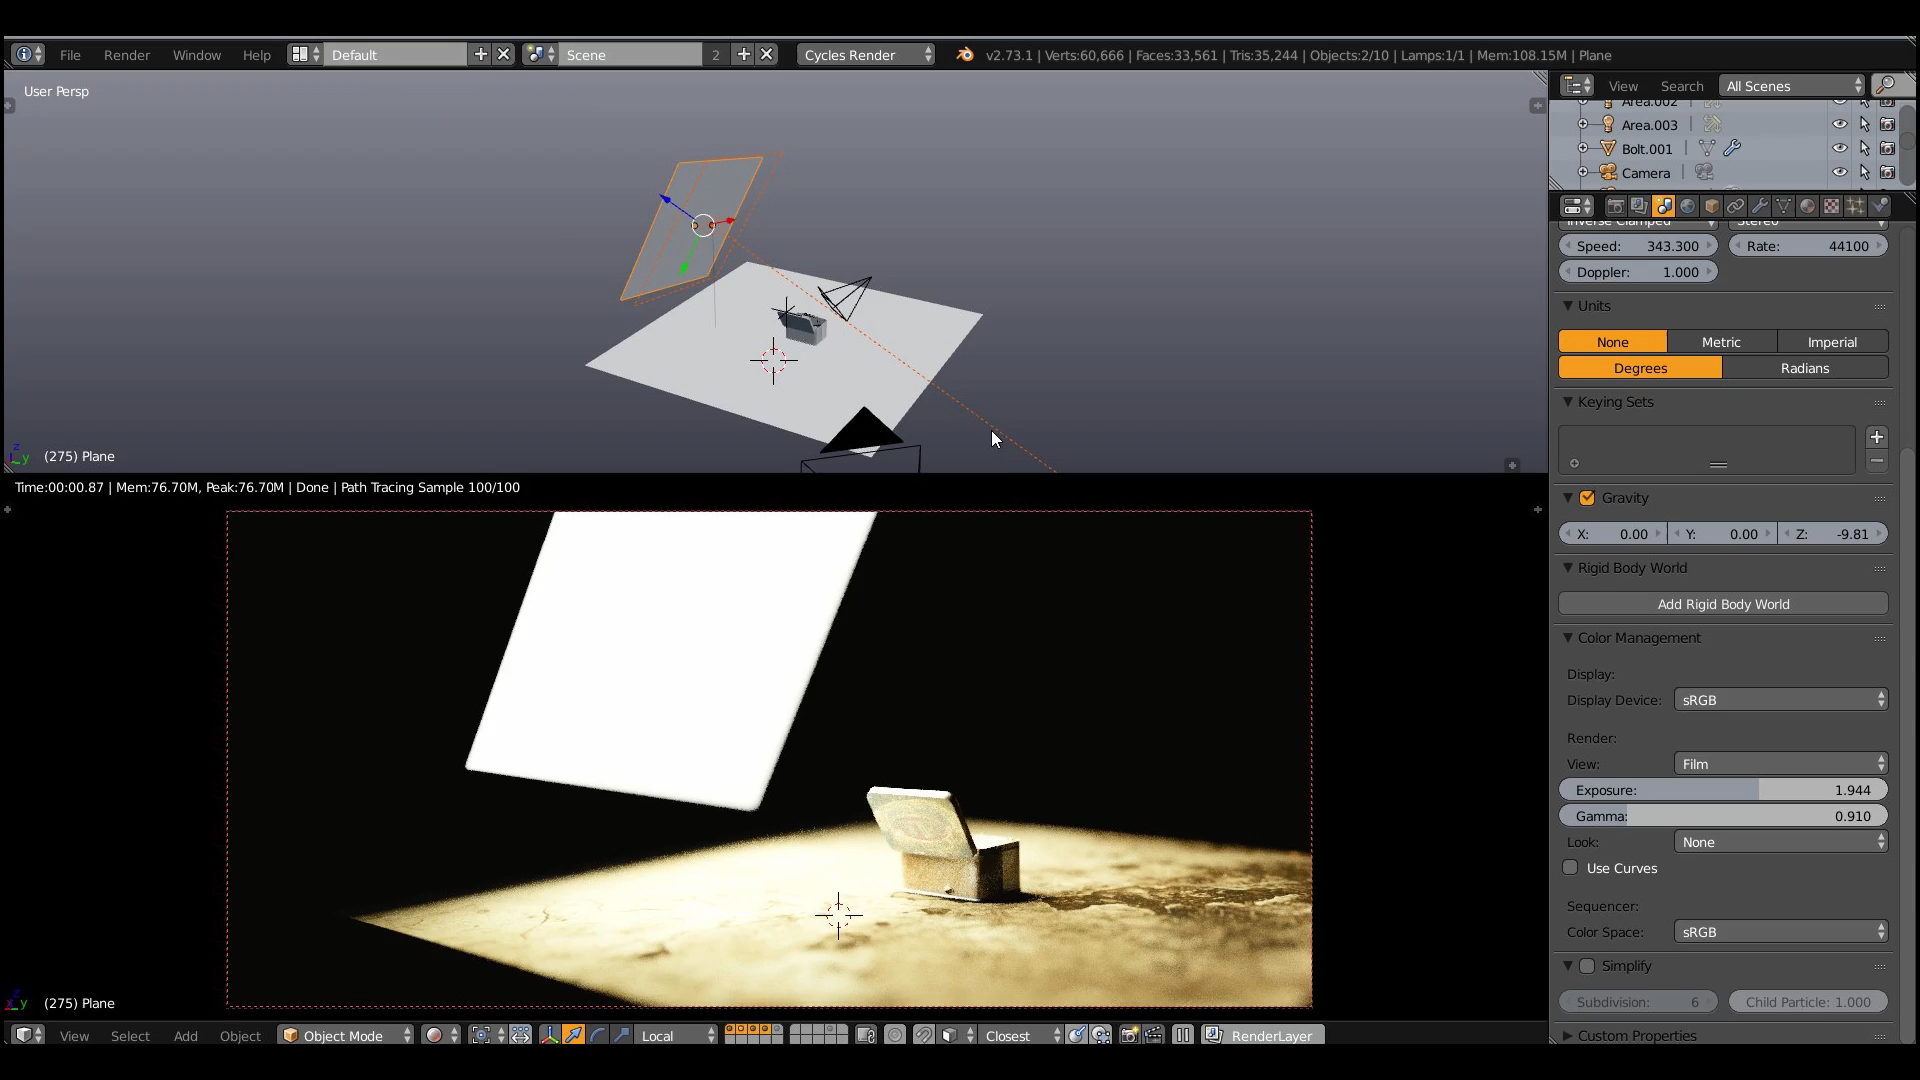 File Render Window Help Default Scene 2 Cycles Render v2.73.1 | Verts:60,666 | Faces:33,561 | Tris:35,244 | Objects:2/10 | Lamps:1/1 | Mem:108.15M | Plane
View Search All Scenes
User Persp
Area.002
Area.003
Bolt.001
Camera
Inverse Clamped Stereo
Speed: 343.300 Rate: 44100
Doppler: 1.000
Units
None Metric Imperial
Degrees Radians
Keying Sets
(275) Plane
Time:00:00.87 | Mem:76.70M, Peak:76.70M | Done | Path Tracing Sample 100/100
Gravity
X: 0.00 Y: 0.00 Z: -9.81
Rigid Body World
Add Rigid Body World
Color Management
Display:
Display Device: sRGB
Render:
View: Film
Exposure: 1.944
Gamma: 0.910
Look: None
Use Curves
Sequencer:
Color Space: sRGB
Simplify
Subdivision: 6 Child Particle: 1.000
(275) Plane
Custom Properties
View Select Add Object Object Mode Local Closest RenderLayer